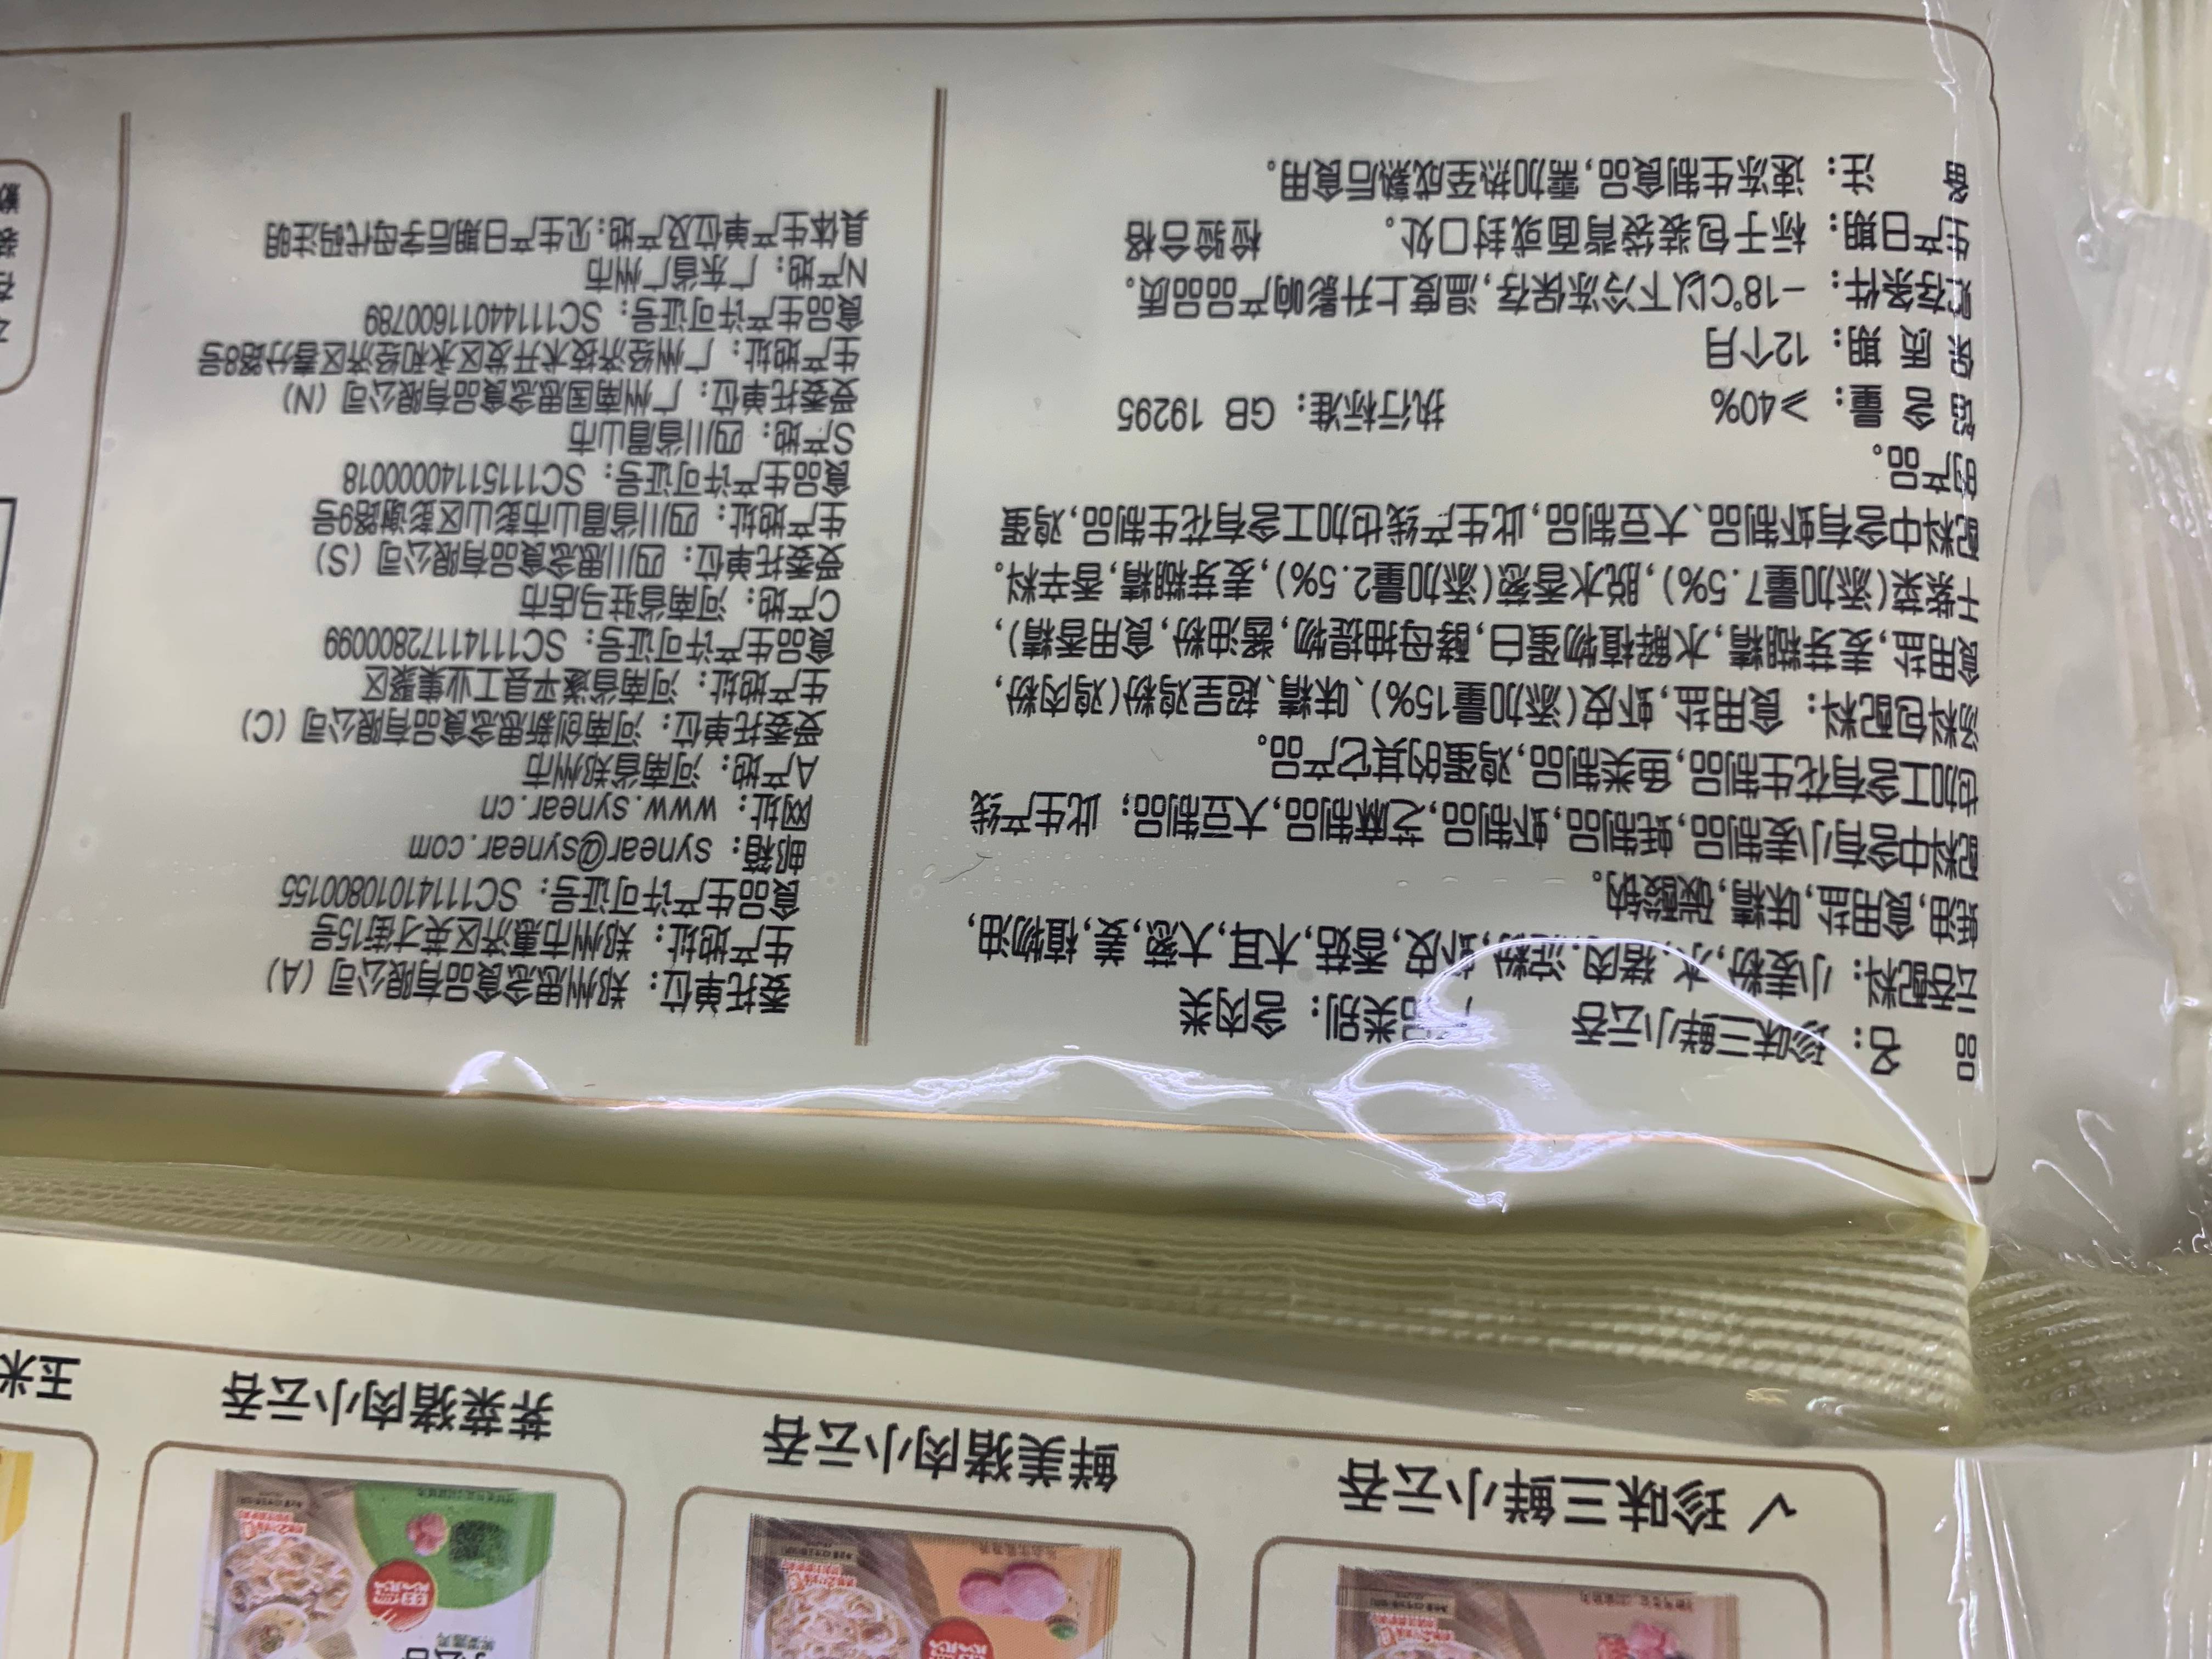 珍味三鲜小云吞
鲜美猪肉小云吞
荠菜猪肉小云吞
玉米
品 名：珍味三鲜小云吞 产品类别：含肉类
云吞配料：小麦粉,水,猪肉,淀粉,虾皮,香菇,木耳,大葱,姜,植物油,
蚝油,食用盐,味精,碳酸钠。
配料中含有小麦制品,蚝制品,虾制品,芝麻制品,大豆制品；此生产线
也加工含有花生制品,鱼类制品,鸡蛋的其它产品。
添料包配料：食用盐,虾皮(添加量15%)、味精、超呈鸡粉(鸡肉粉,
食用盐,麦芽糊精,水解植物蛋白,酵母抽提物,酱油粉,食用香精),
干紫菜(添加量7.5%),脱水香葱(添加量2.5%),麦芽糊精,香辛料。
配料中含有虾制品、大豆制品,此生产线也加工含有花生制品,鸡蛋
的产品。
馅 含 量：≥40% 执行标准：GB 19295
保 质 期：12个月
贮存条件：-18℃以下冷冻保存,温度上升影响产品品质。
生产日期：标于包装袋背面或封口处。 检验合格
备 注：速冻生制食品,需加热至成熟后食用。
委托单位：郑州思念食品有限公司（A）
生产地址：郑州市惠济区英才街15号
食品生产许可证号：SC11141010800155
邮箱：synear@synear.com
网址：www.synear.cn
A产地：河南省郑州市
受委托单位：河南创新思念食品有限公司（C）
生产地址：河南省遂平县工业集聚区
食品生产许可证号：SC11141172800099
C产地：河南省驻马店市
受委托单位：四川思念食品有限公司（S）
生产地址：四川省眉山市彭山区彭谢路9号
食品生产许可证号：SC11151140000018
S产地：四川省眉山市
受委托单位：广州南国思念食品有限公司（N）
生产地址：广州经济技术开发区永和经济区春分路8号
食品生产许可证号：SC11144011600789
N产地：广东省广州市
具体生产单位及产地:见生产日期后字母代码注明